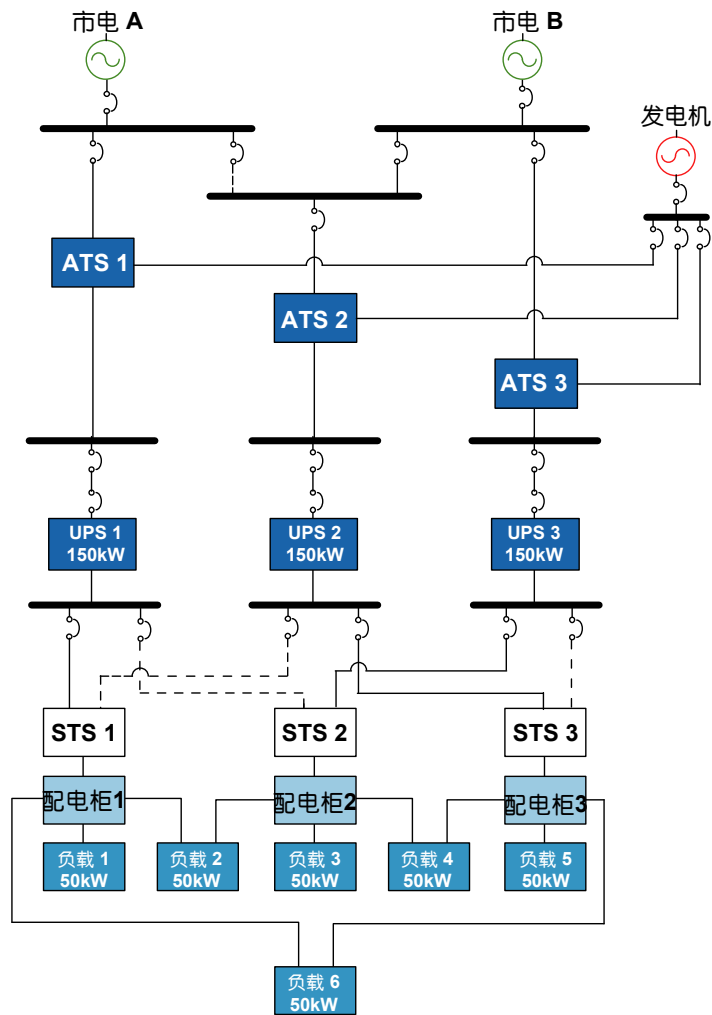 市电 A
市电 B
发电机
ATS 1
ATS 2
ATS 3
UPS 1
150kW
UPS 2
150kW
UPS 3
150kW
STS 1
STS 2
STS 3
配电柜1
配电柜2
配电柜3
负载 1
50kW
负载 2
50kW
负载 3
50kW
负载 4
50kW
负载 5
50kW
负载 6
50kW